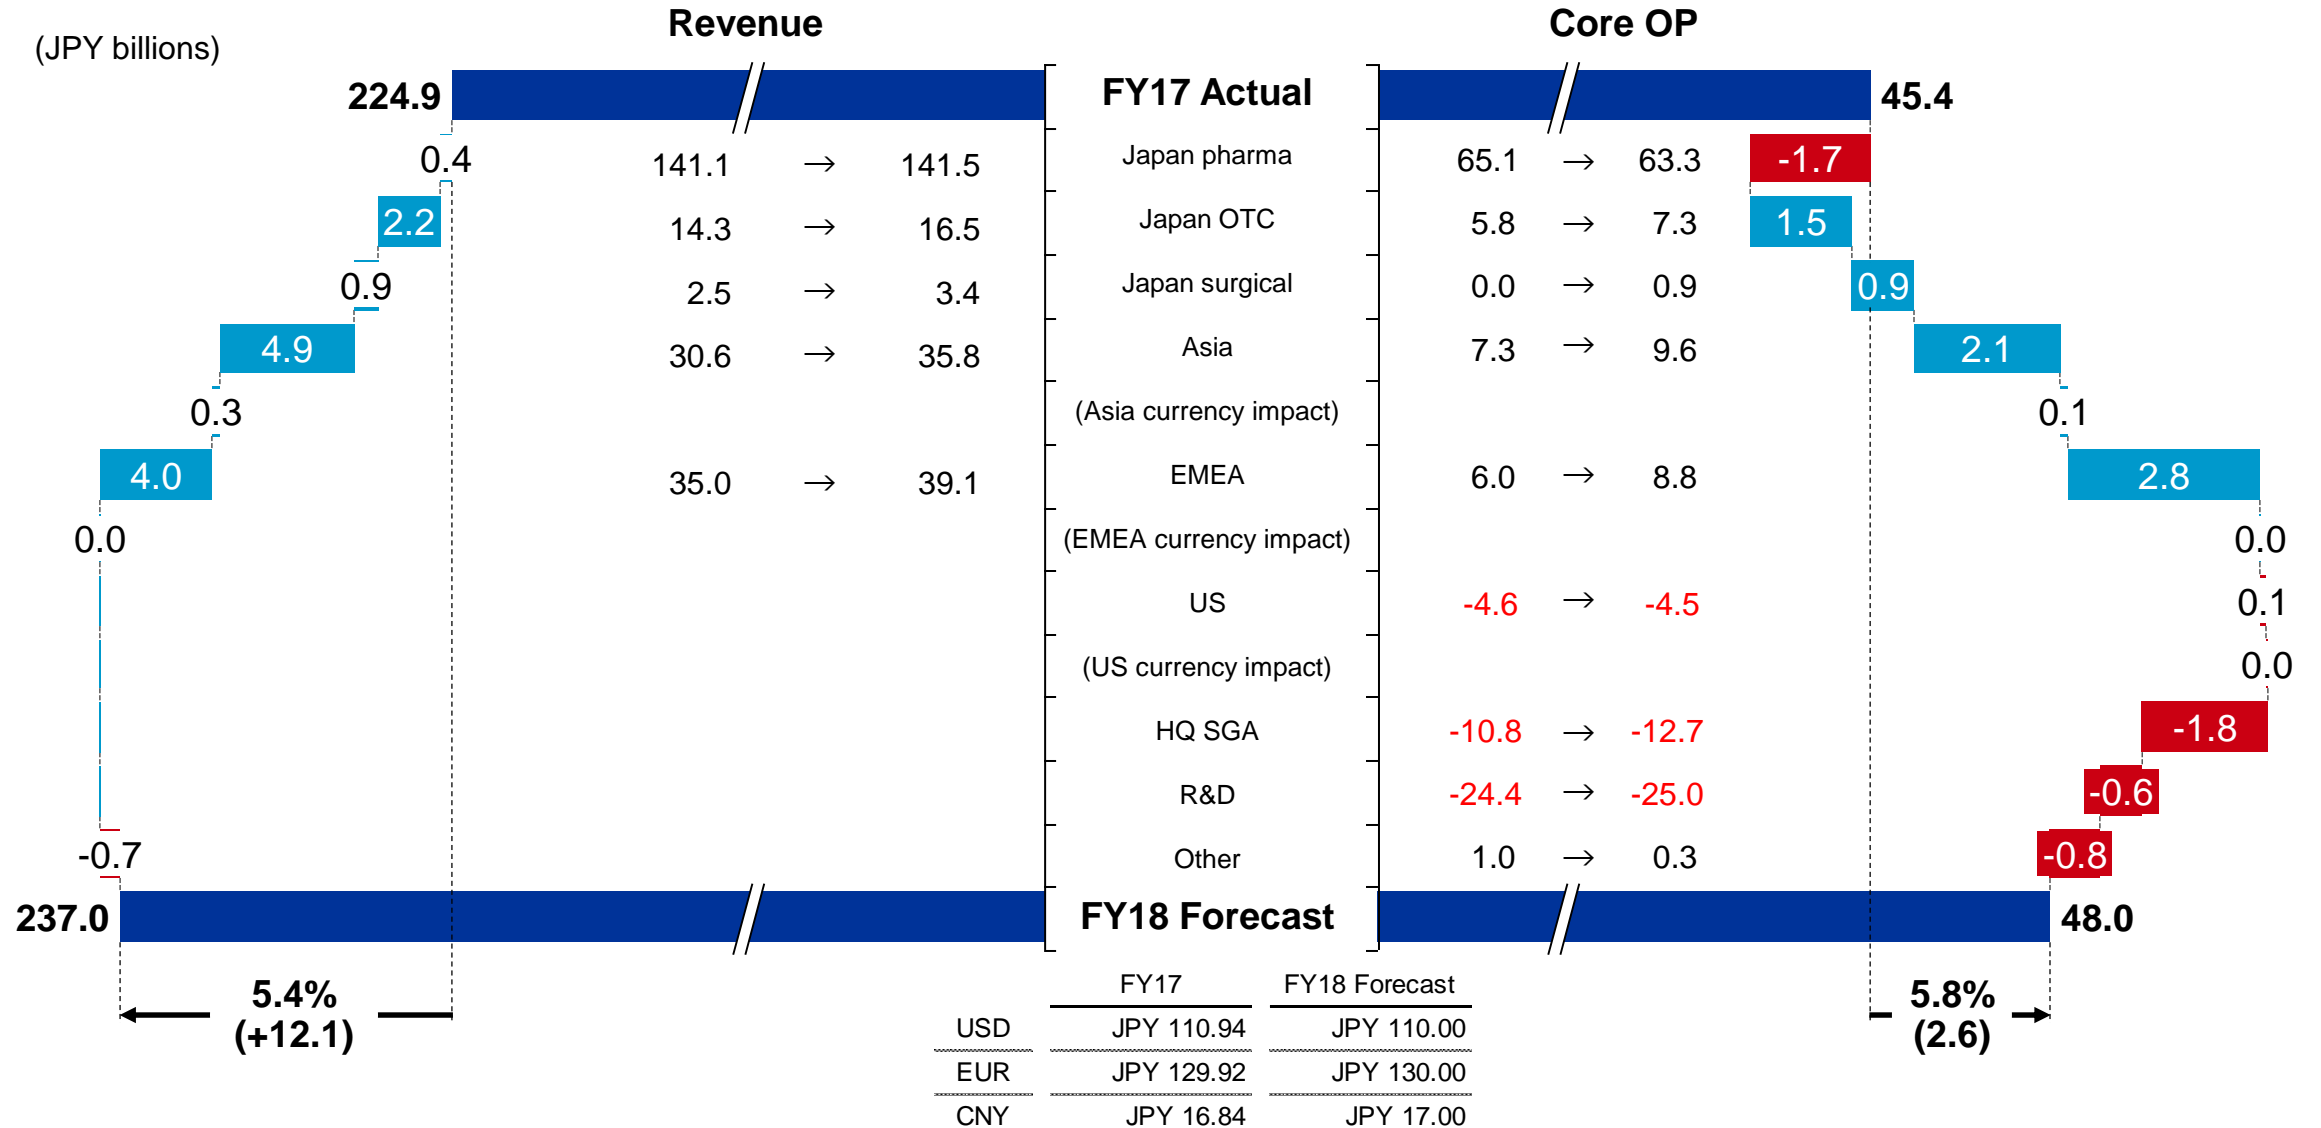 Revenue
Core OP
(JPY billions)
224.9
FY17 Actual
45.4
0.4 141.1 → 141.5 Japan pharma 65.1 → 63.3 -1.7
2.2 14.3 → 16.5 Japan OTC 5.8 → 7.3 1.5
0.9 2.5 → 3.4 Japan surgical 0.0 → 0.9 0.9
4.9 30.6 → 35.8 Asia 7.3 → 9.6 2.1
0.3 (Asia currency impact) 0.1
4.0 35.0 → 39.1 EMEA 6.0 → 8.8 2.8
0.0 (EMEA currency impact) 0.0
US -4.6 → -4.5 0.1
(US currency impact) 0.0
HQ SGA -10.8 → -12.7 -1.8
R&D -24.4 → -25.0 -0.6
-0.7 Other 1.0 → 0.3 -0.8
237.0 FY18 Forecast 48.0
5.4%
(+12.1)
5.8%
(2.6)
FY17 FY18 Forecast
USD JPY 110.94 JPY 110.00
EUR JPY 129.92 JPY 130.00
CNY JPY 16.84 JPY 17.00